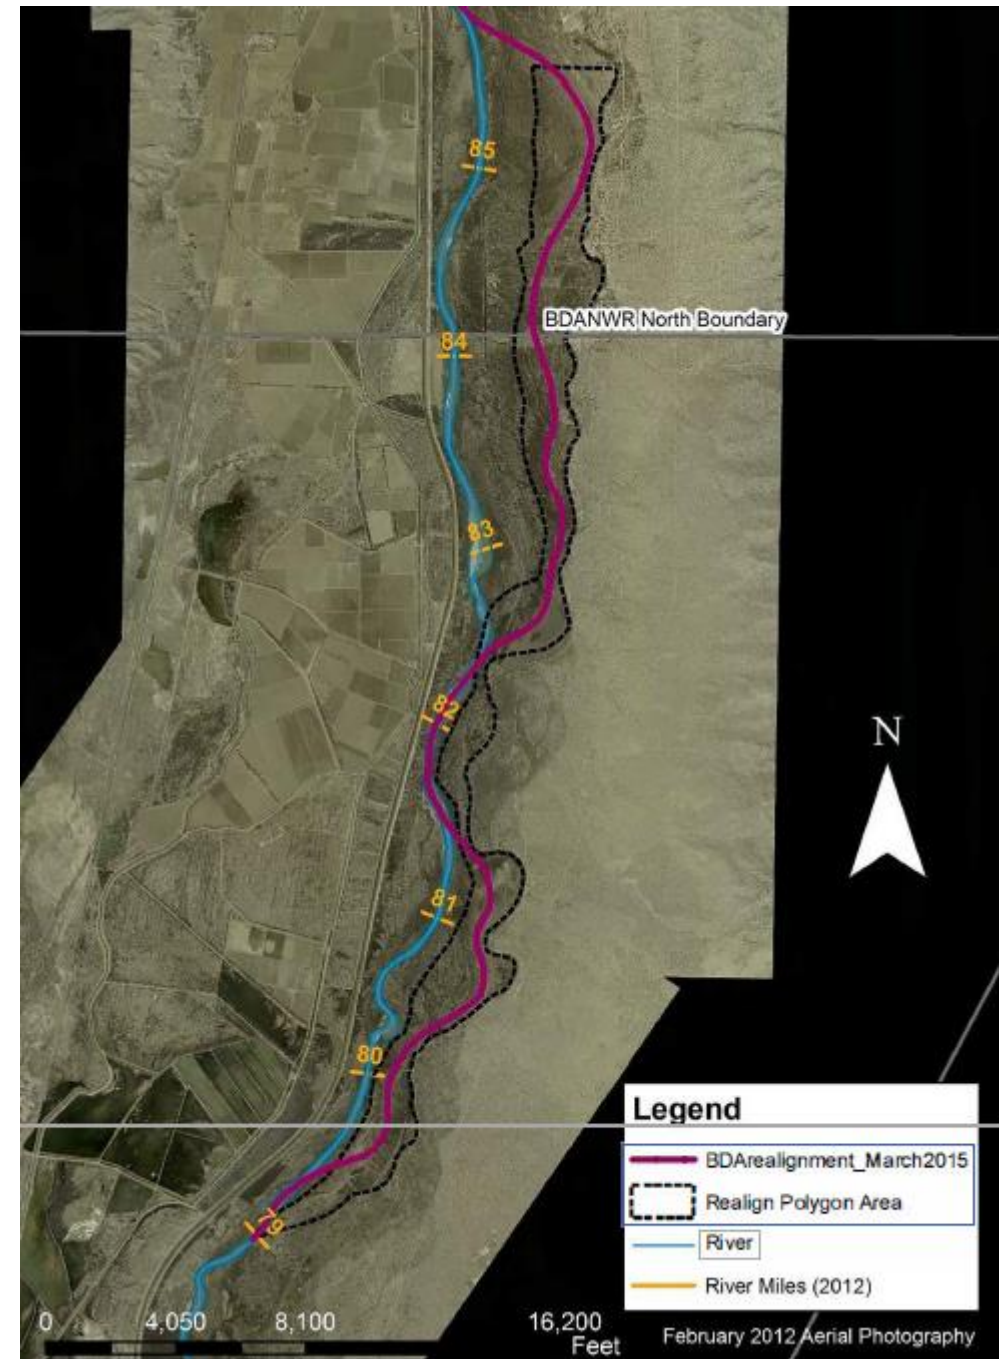 85
BDANWR North Boundary
84
83
82
N
81
80
79
Legend
BDArealignment_March2015
Realign Polygon Area
River
River Miles (2012)
0 4,050 8,100 16,200
Feet
February 2012 Aerial Photography